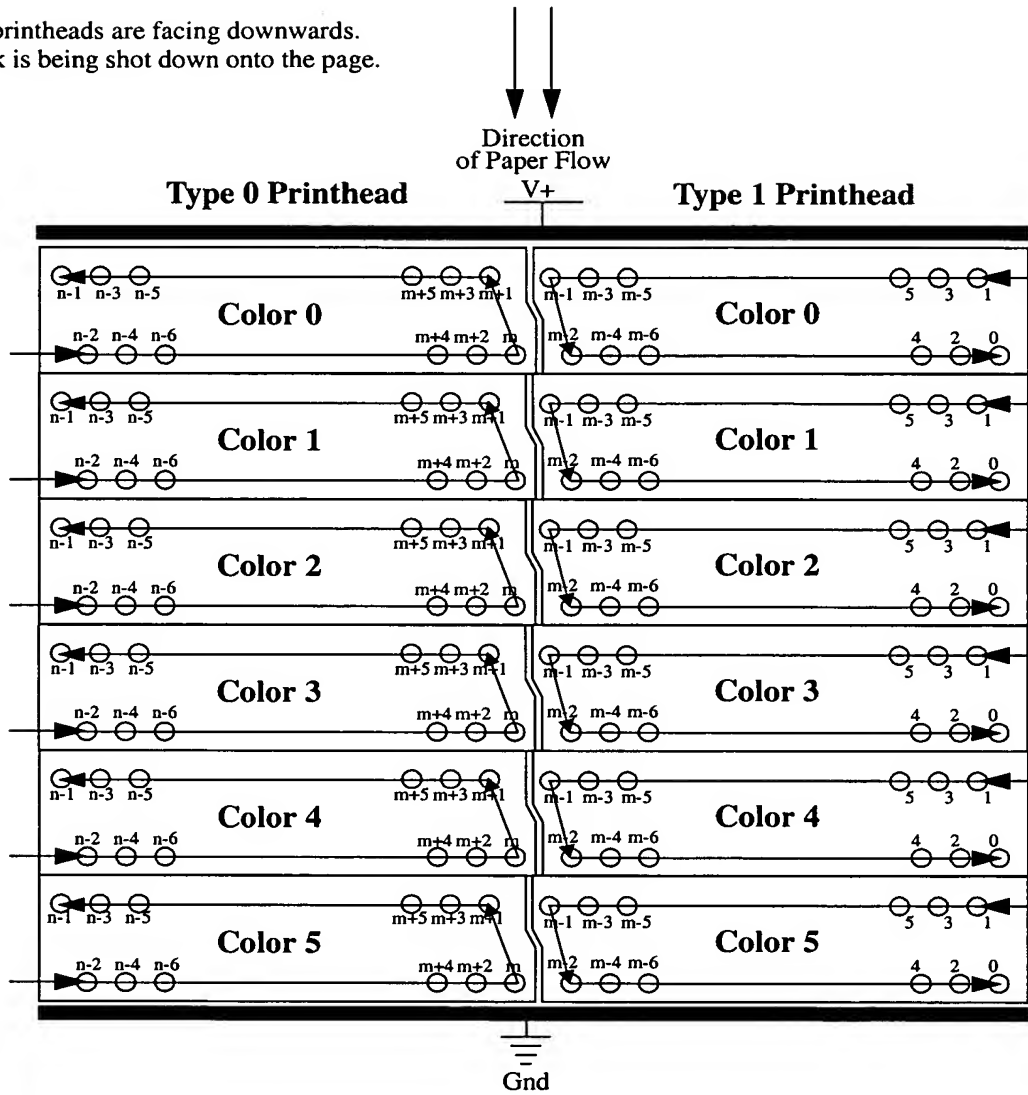 printheads are facing downwards.
is being shot down onto the page.
Direction
of Paper Flow
V+
Type 0 Printhead Type 1 Printhead
n-1 n-3 n-5 m+5 m+3 m+1 m-1 m-3 m-5 5 3 1
Color 0 Color 0
n-2 n-4 n-6 m+4 m+2 m m-2 m-4 m-6 4 2 0
n-1 n-3 n-5 m+5 m+3 m+1 m-1 m-3 m-5 5 3 1
Color 1 Color 1
n-2 n-4 n-6 m+4 m+2 m m-2 m-4 m-6 4 2 0
n-1 n-3 n-5 m+5 m+3 m+1 m-1 m-3 m-5 5 3 1
Color 2 Color 2
n-2 n-4 n-6 m+4 m+2 m m-2 m-4 m-6 4 2 0
n-1 n-3 n-5 m+5 m+3 m+1 m-1 m-3 m-5 5 3 1
Color 3 Color 3
n-2 n-4 n-6 m+4 m+2 m m-2 m-4 m-6 4 2 0
n-1 n-3 n-5 m+5 m+3 m+1 m-1 m-3 m-5 5 3 1
Color 4 Color 4
n-2 n-4 n-6 m+4 m+2 m m-2 m-4 m-6 4 2 0
n-1 n-3 n-5 m+5 m+3 m+1 m-1 m-3 m-5 5 3 1
Color 5 Color 5
n-2 n-4 n-6 m+4 m+2 m m-2 m-4 m-6 4 2 0
Gnd